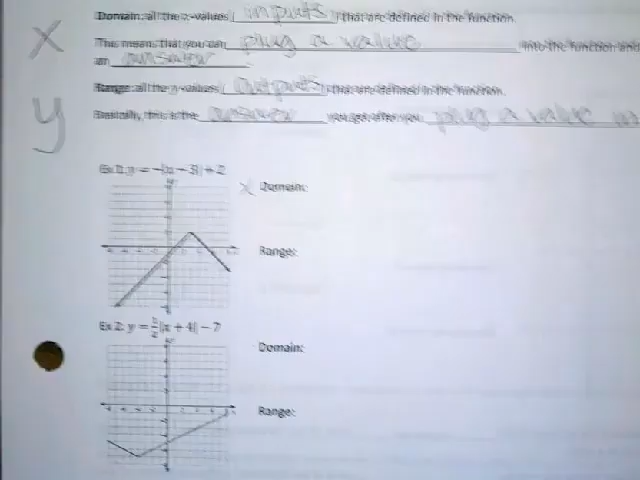 Domain: all the x-values ( inputs ) that are defined in the function.
x
This means that you can plug a value into the function and
an answer.
Range: all the y-values ( outputs ) that are defined in the function.
y
Basically, this is the answer you get after you plug a value in
Ex 1: y = -|x - 3| + 2
x Domain:
Range:
Ex 2: y = |x + 4| - 7
Domain:
Range: